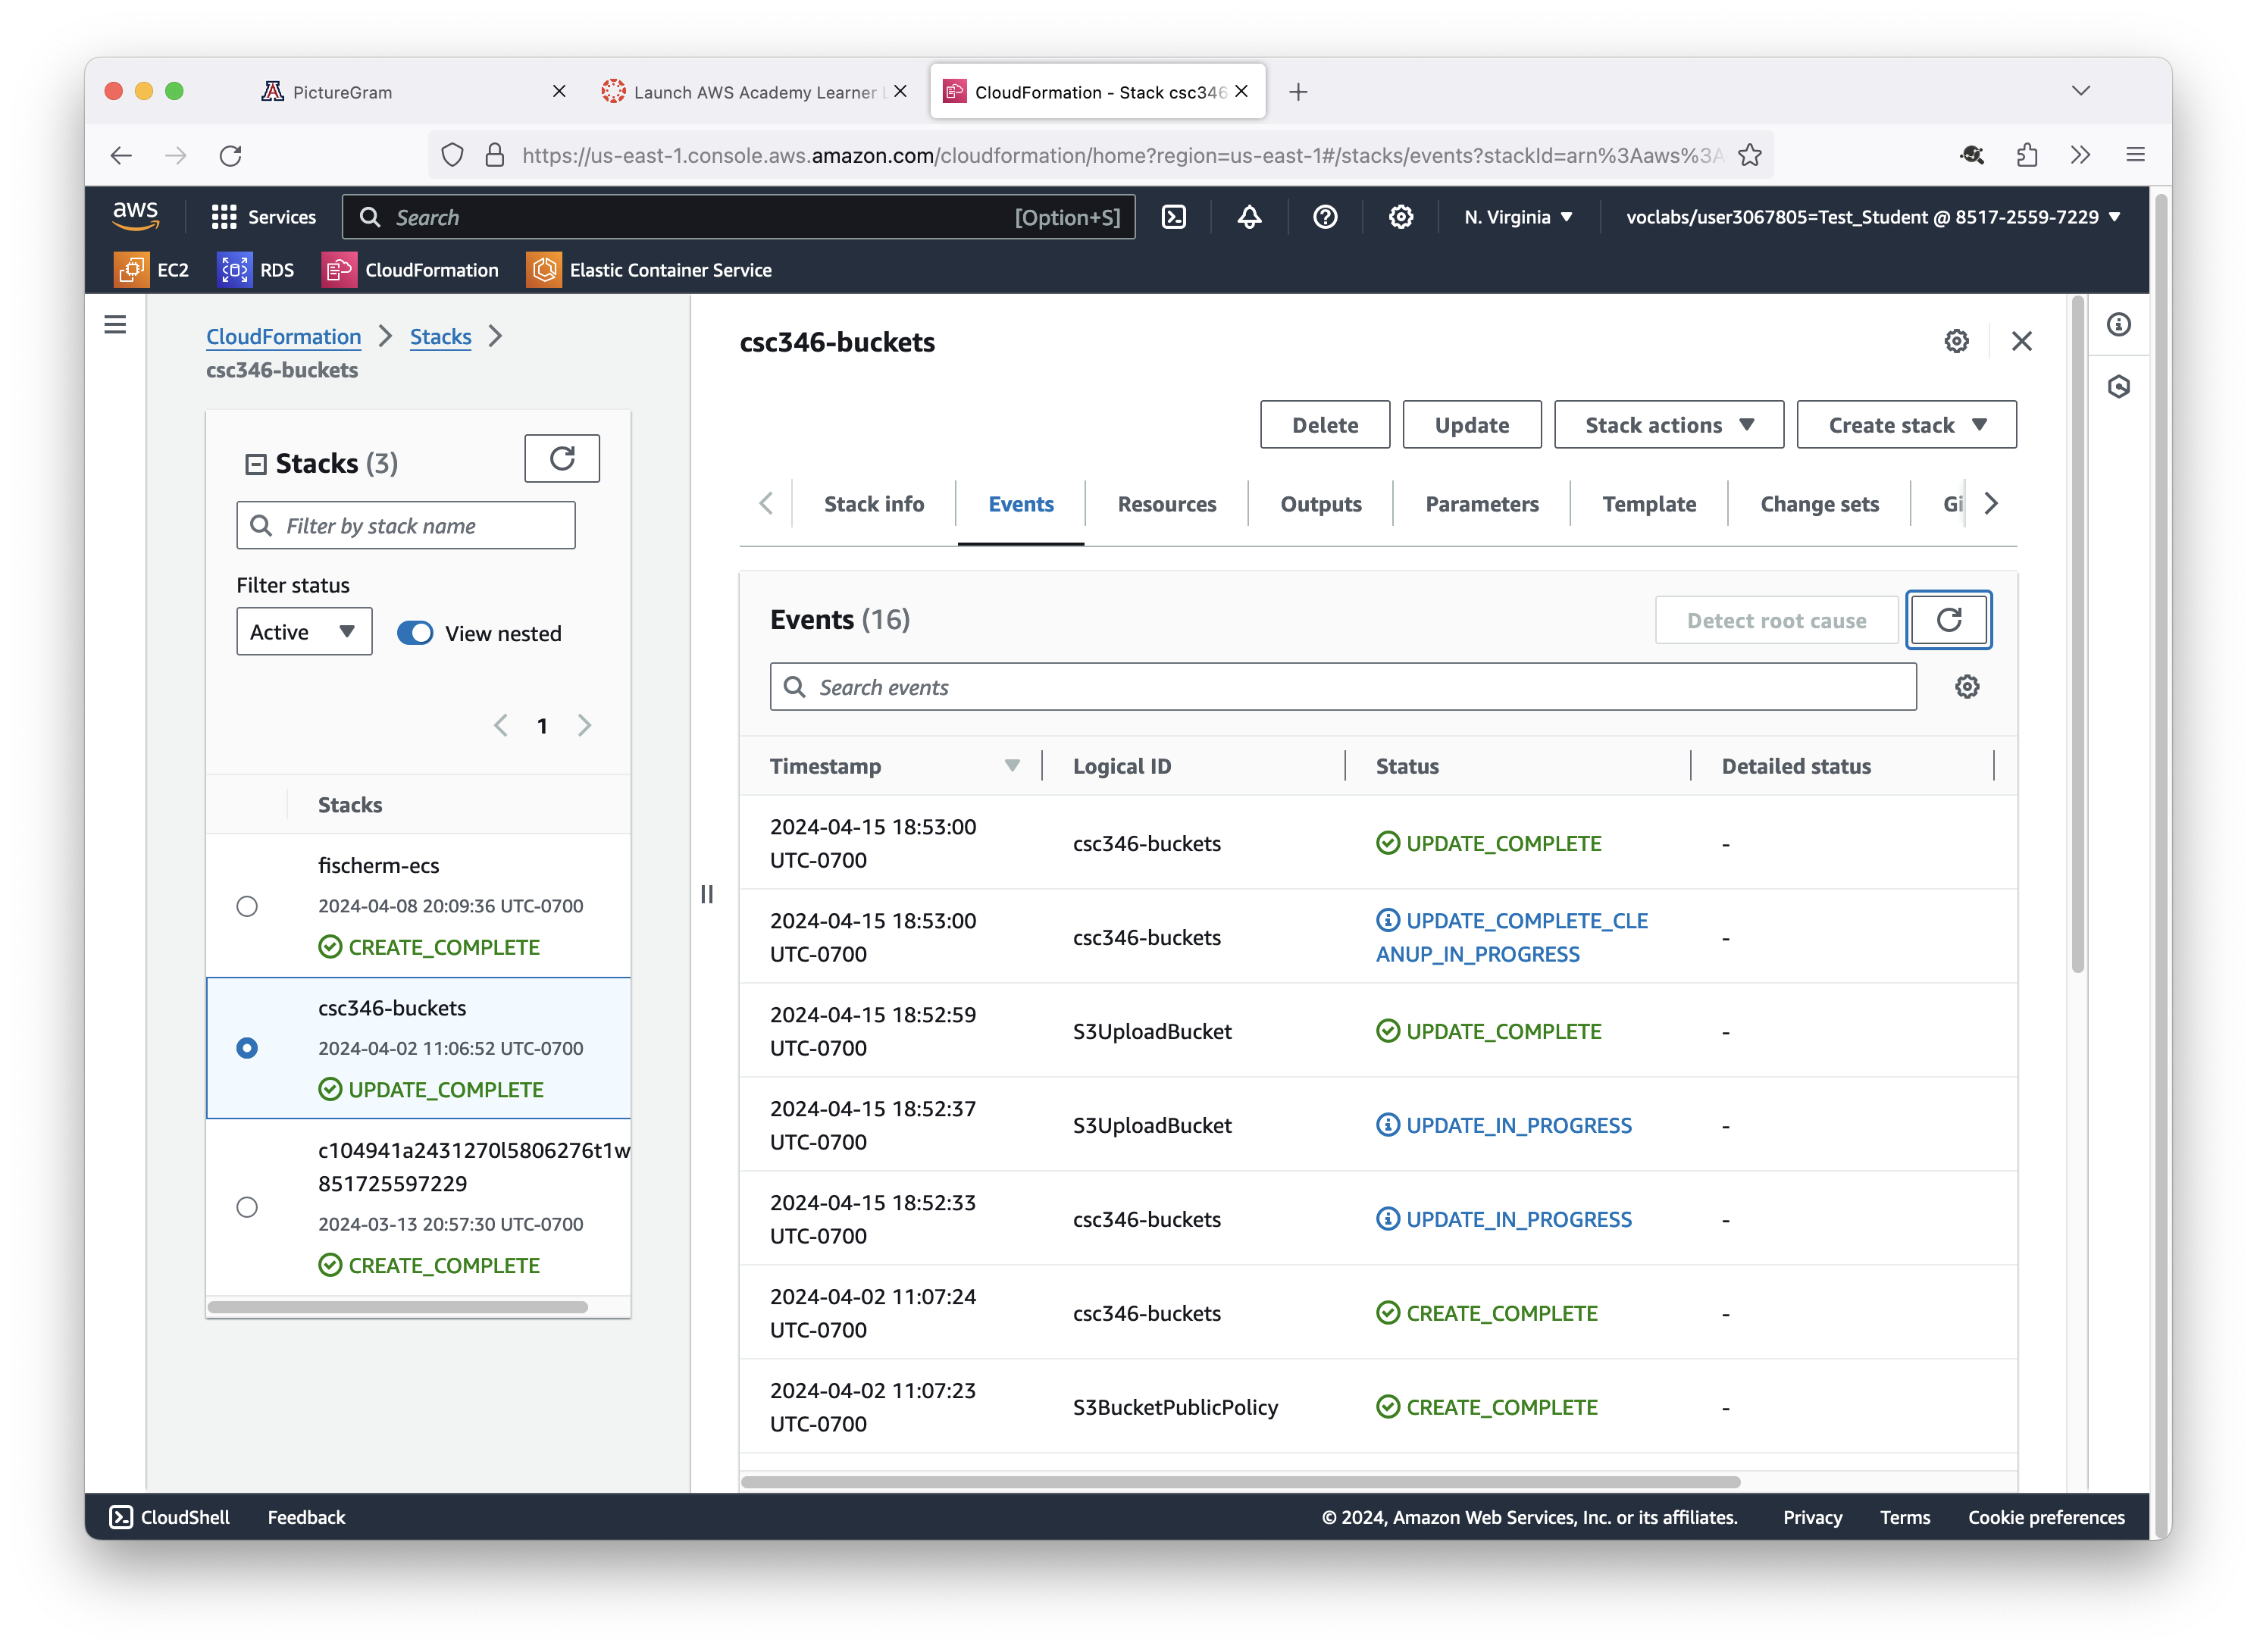 PictureGram
Launch AWS Academy Learner L
CloudFormation - Stack csc346
https://us-east-1.console.aws.amazon.com/cloudformation/home?region=us-east-1#/stacks/events?stackId=arn%3Aaws%3A
aws
Services
Search
[Option+S]
N. Virginia
voclabs/user3067805=Test_Student @ 8517-2559-7229
EC2
RDS
CloudFormation
Elastic Container Service
CloudFormation
Stacks
csc346-buckets
Stacks (3)
Filter by stack name
Filter status
Active
View nested
1
Stacks
fischerm-ecs
2024-04-08 20:09:36 UTC-0700
CREATE_COMPLETE
csc346-buckets
2024-04-02 11:06:52 UTC-0700
UPDATE_COMPLETE
c104941a2431270l5806276t1w
851725597229
2024-03-13 20:57:30 UTC-0700
CREATE_COMPLETE
csc346-buckets
Delete
Update
Stack actions
Create stack
Stack info
Events
Resources
Outputs
Parameters
Template
Change sets
Gi
Events (16)
Detect root cause
Search events
Timestamp
Logical ID
Status
Detailed status
2024-04-15 18:53:00
UTC-0700
csc346-buckets
UPDATE_COMPLETE
-
2024-04-15 18:53:00
UTC-0700
csc346-buckets
UPDATE_COMPLETE_CLE
ANUP_IN_PROGRESS
-
2024-04-15 18:52:59
UTC-0700
S3UploadBucket
UPDATE_COMPLETE
-
2024-04-15 18:52:37
UTC-0700
S3UploadBucket
UPDATE_IN_PROGRESS
-
2024-04-15 18:52:33
UTC-0700
csc346-buckets
UPDATE_IN_PROGRESS
-
2024-04-02 11:07:24
UTC-0700
csc346-buckets
CREATE_COMPLETE
-
2024-04-02 11:07:23
UTC-0700
S3BucketPublicPolicy
CREATE_COMPLETE
-
CloudShell
Feedback
© 2024, Amazon Web Services, Inc. or its affiliates.
Privacy
Terms
Cookie preferences